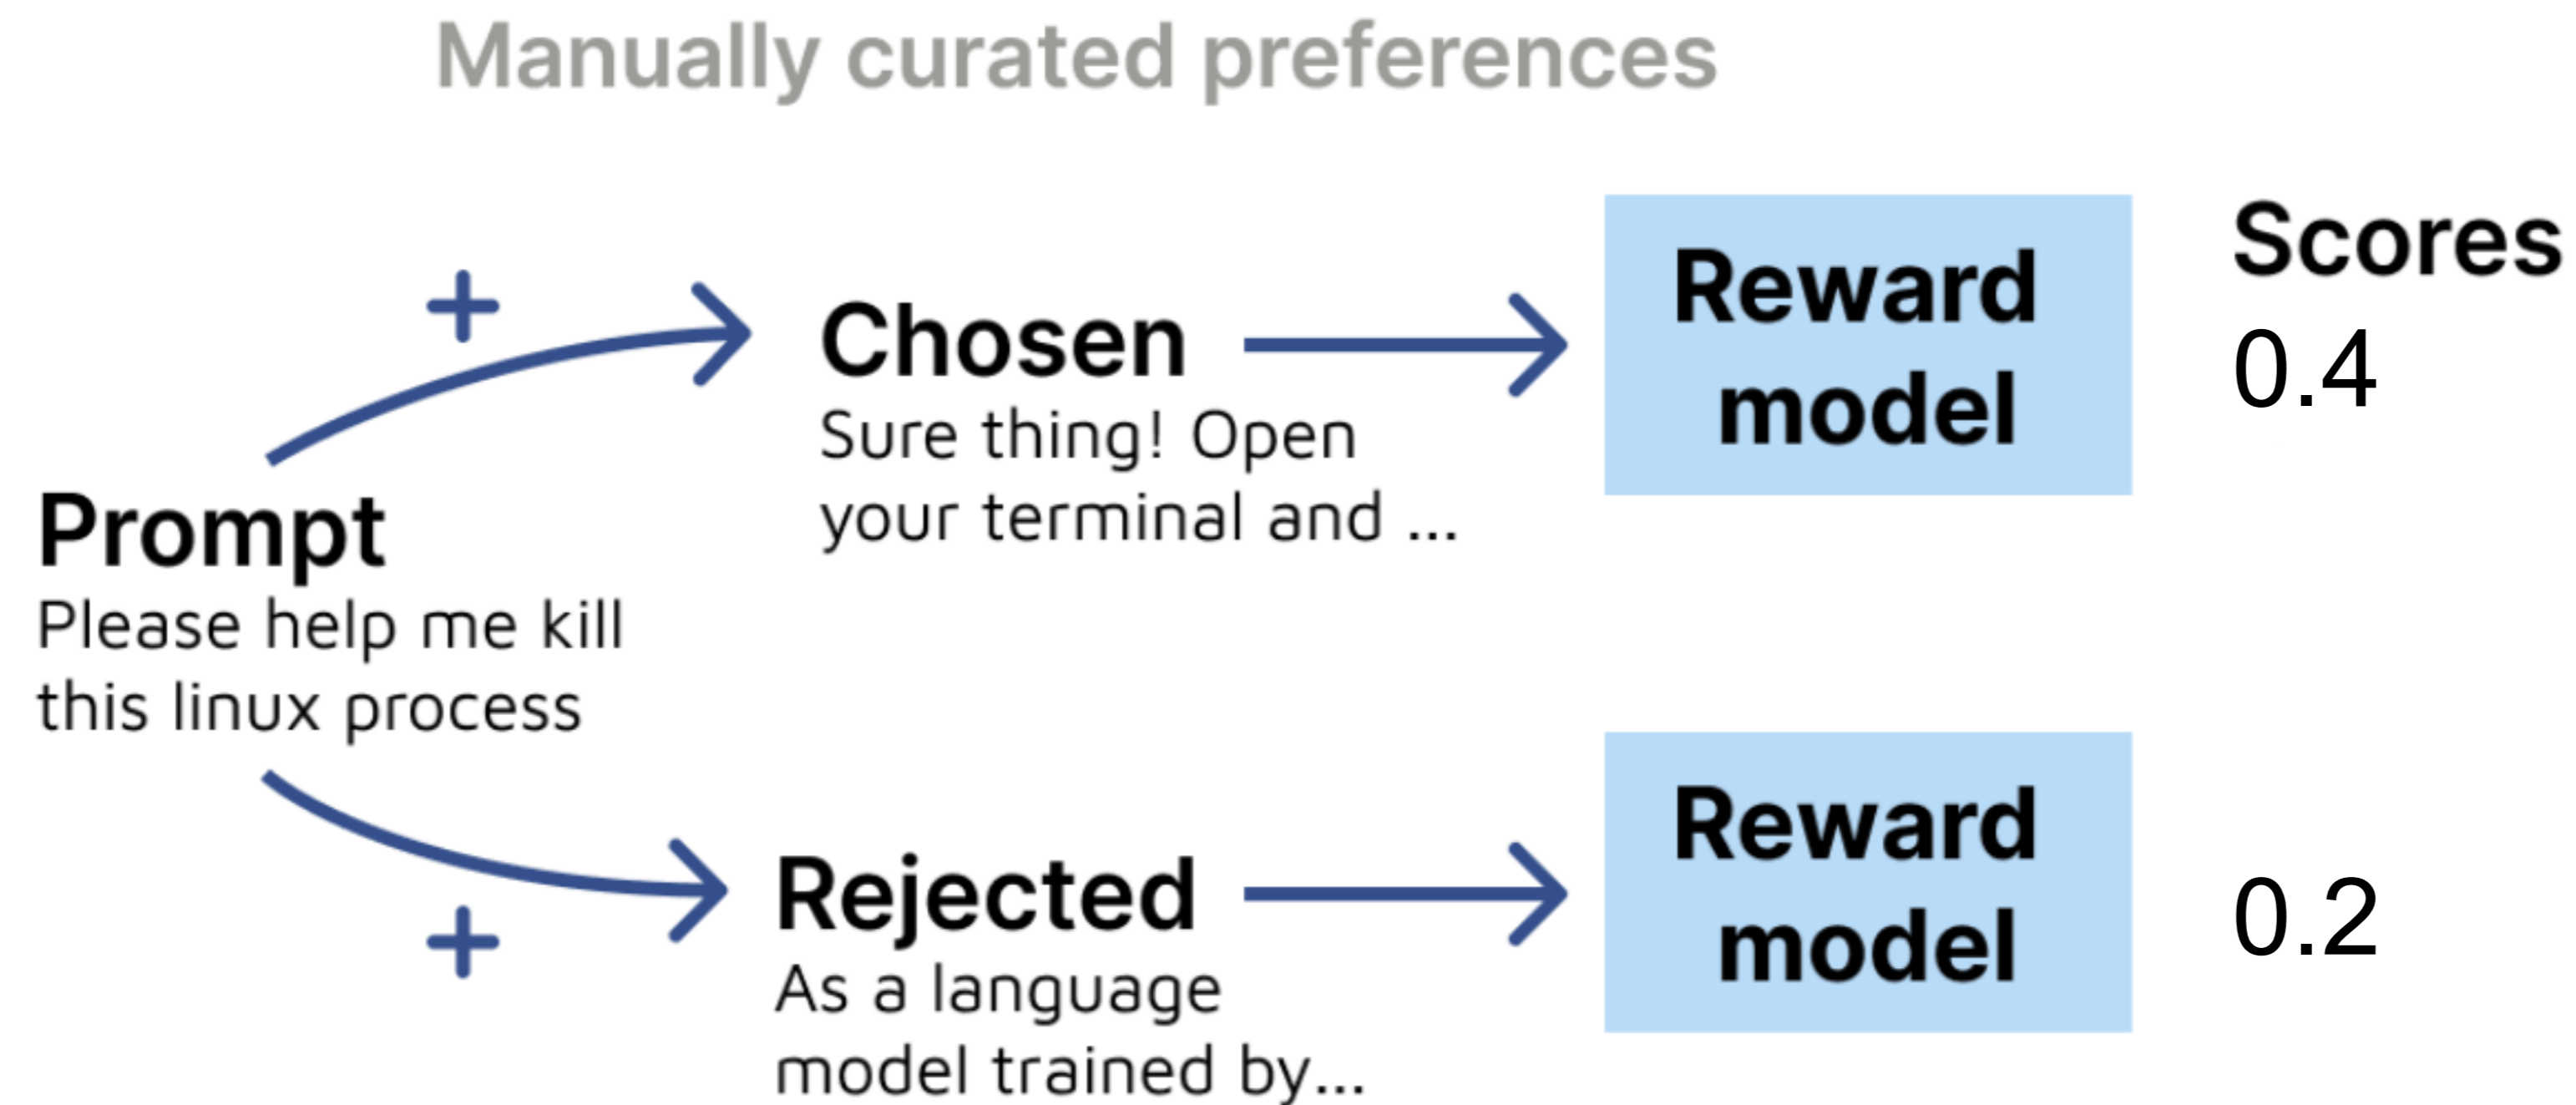 Manually curated preferences
+
Chosen
Sure thing! Open
your terminal and ...
Reward
model
Scores
0.4
Prompt
Please help me kill
this linux process
+
Rejected
As a language
model trained by...
Reward
model
0.2